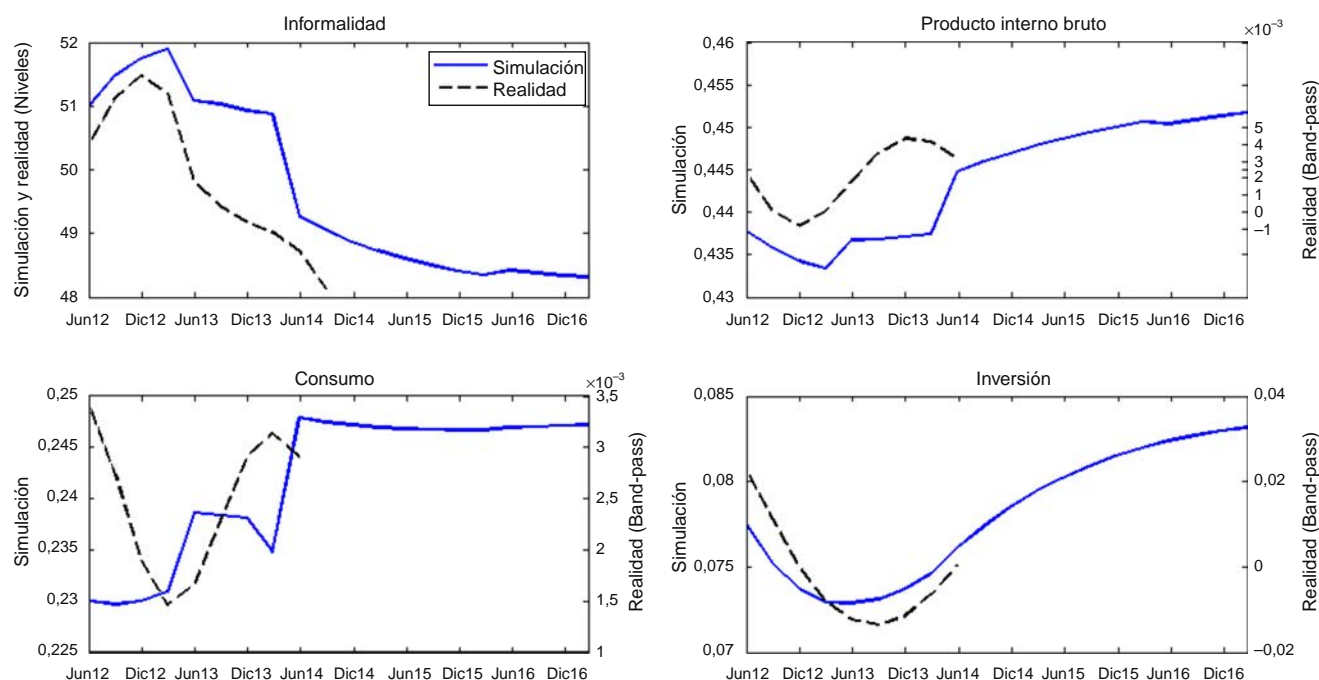 Informalidad
52
51
50
49
48
Simulación y realidad (Niveles)
Simulación
Realidad
Jun12 Dic12 Jun13 Dic13 Jun14 Dic14 Jun15 Dic15 Jun16 Dic16
Producto interno bruto
×10⁻³
0,46
0,455
0,45
0,445
0,44
0,435
0,43
Simulación
5
4
3
2
1
0
−1
Realidad (Band-pass)
Jun12 Dic12 Jun13 Dic13 Jun14 Dic14 Jun15 Dic15 Jun16 Dic16
Consumo
×10⁻³
0,25
0,245
0,24
0,235
0,23
0,225
Simulación
3,5
3
2,5
2
1,5
1
Realidad (Band-pass)
Jun12 Dic12 Jun13 Dic13 Jun14 Dic14 Jun15 Dic15 Jun16 Dic16
Inversión
0,085
0,08
0,075
0,07
Simulación
0,04
0,02
0
−0,02
Realidad (Band-pass)
Jun12 Dic12 Jun13 Dic13 Jun14 Dic14 Jun15 Dic15 Jun16 Dic16